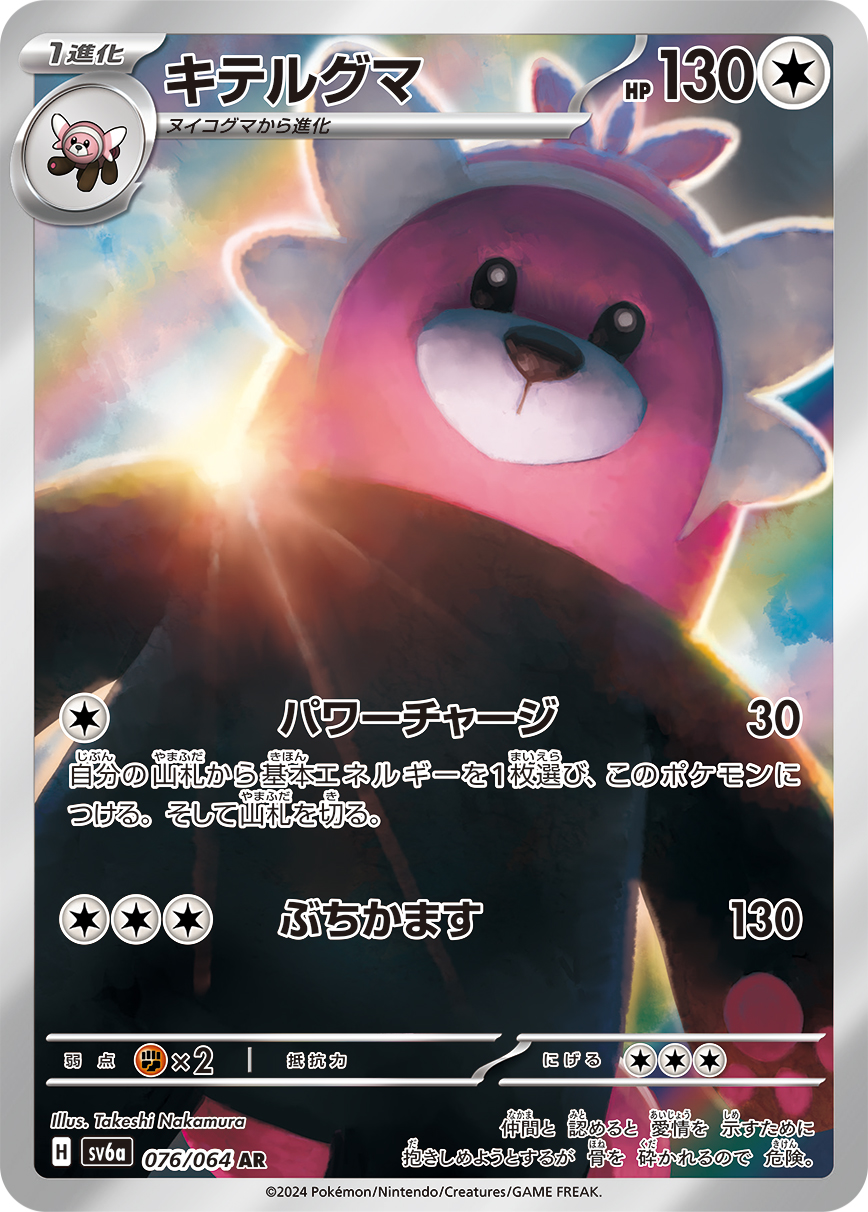 1進化
キテルグマ
HP 130
ヌイコグマから進化
パワーチャージ 30
自分の山札から基本エネルギーを1枚選び、このポケモンに
つける。そして山札を切る。
ぶちかます 130
弱点 ×2 抵抗力 にげる
Illus. Takeshi Nakamura
仲間と 認めると 愛情を 示すために
抱きしめようとするが 骨を 砕かれるので 危険。
H sv6a 076/064 AR
©2024 Pokémon/Nintendo/Creatures/GAME FREAK.